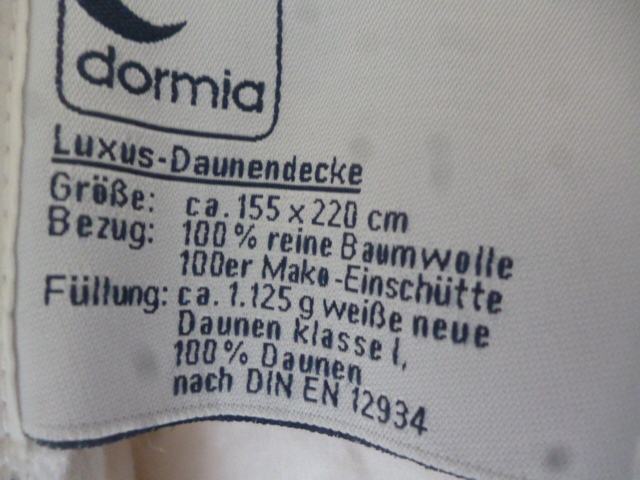 dormia
Luxus-Daunendecke
Größe: ca. 155 x 220 cm
Bezug: 100 % reine Baumwolle
100er Mako-Einschütte
Füllung: ca. 1.125 g weiße neue
Daunen klasse I,
100 % Daunen
nach DIN EN 12934